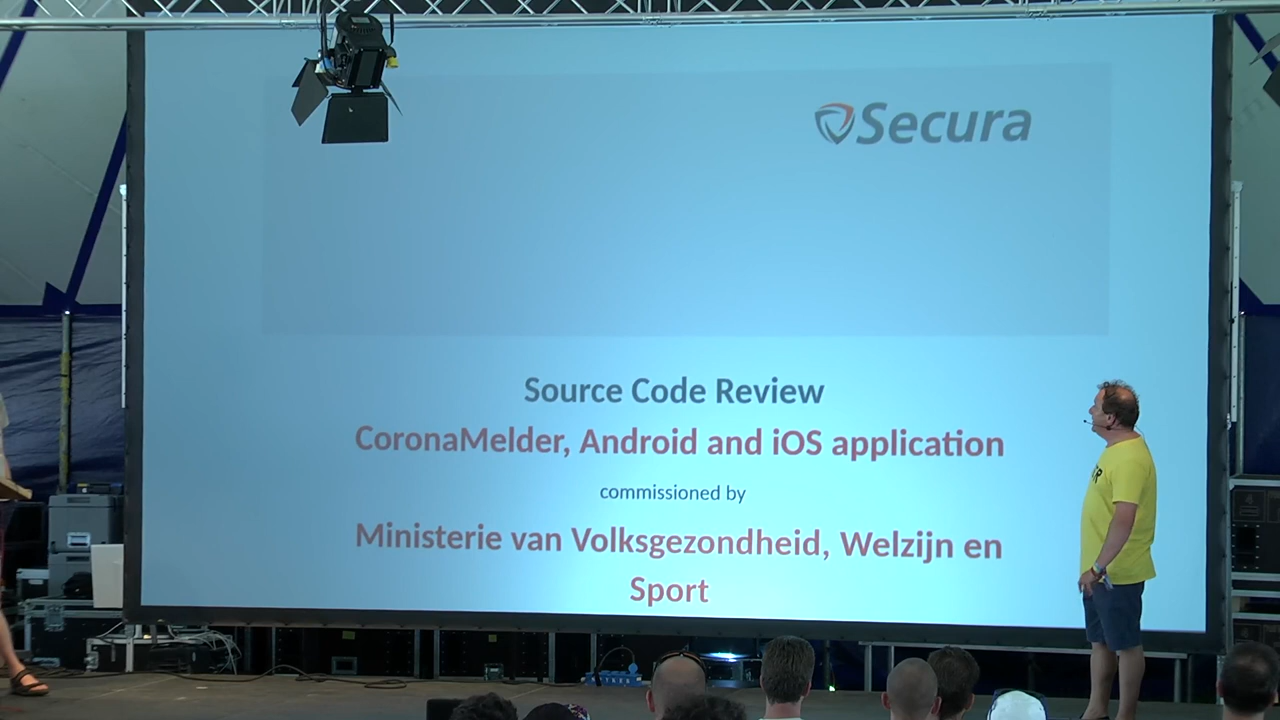 Secura
Source Code Review
CoronaMelder, Android and iOS application
commissioned by
Ministerie van Volksgezondheid, Welzijn en
Sport